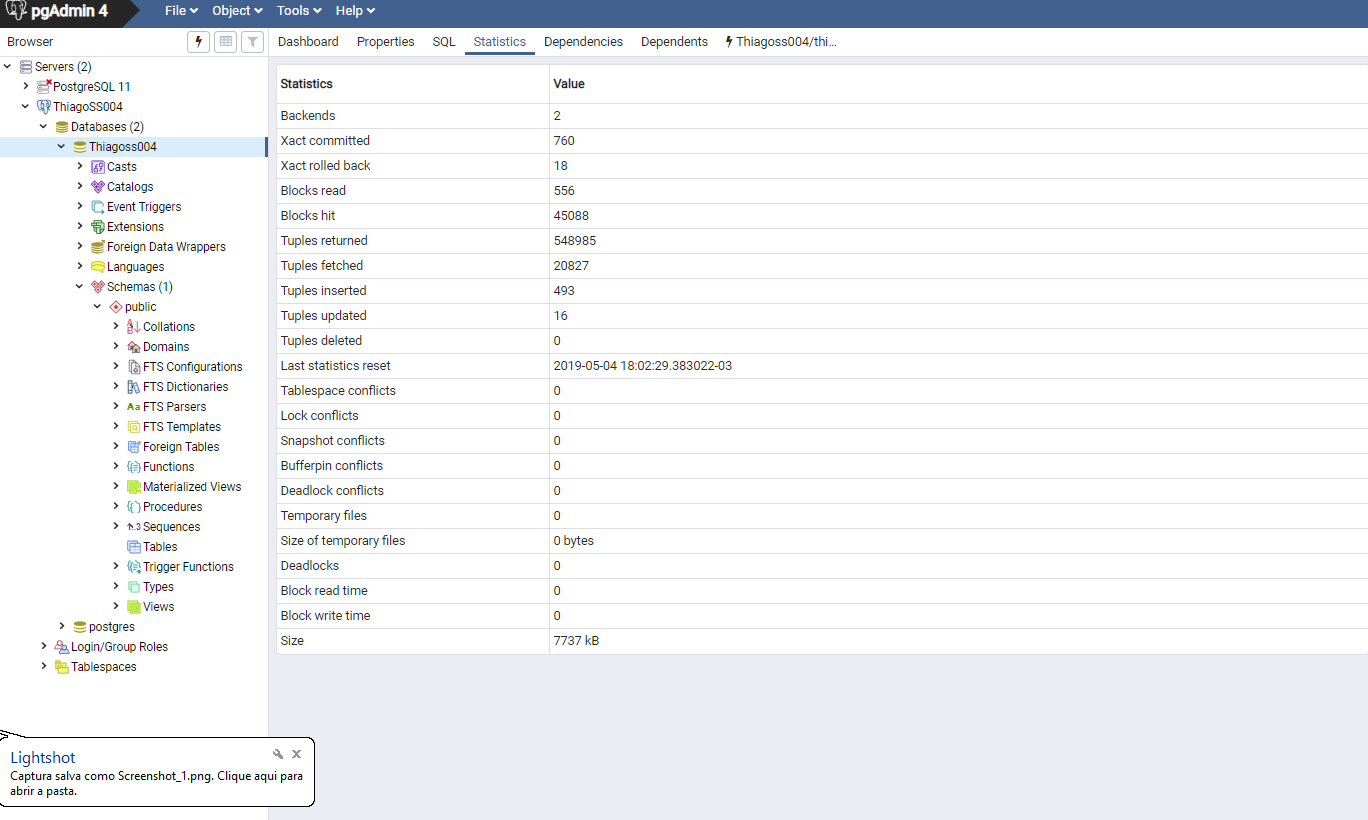 pgAdmin 4 File Object Tools Help
Browser Dashboard Properties SQL Statistics Dependencies Dependents Thiagoss004/thi...
Servers (2)
PostgreSQL 11
ThiagoSS004
Databases (2)
Thiagoss004
Casts
Catalogs
Event Triggers
Extensions
Foreign Data Wrappers
Languages
Schemas (1)
public
Collations
Domains
FTS Configurations
FTS Dictionaries
Aa FTS Parsers
FTS Templates
Foreign Tables
Functions
Materialized Views
Procedures
1..3 Sequences
Tables
Trigger Functions
Types
Views
postgres
Login/Group Roles
Tablespaces
Statistics Value
Backends 2
Xact committed 760
Xact rolled back 18
Blocks read 556
Blocks hit 45088
Tuples returned 548985
Tuples fetched 20827
Tuples inserted 493
Tuples updated 16
Tuples deleted 0
Last statistics reset 2019-05-04 18:02:29.383022-03
Tablespace conflicts 0
Lock conflicts 0
Snapshot conflicts 0
Bufferpin conflicts 0
Deadlock conflicts 0
Temporary files 0
Size of temporary files 0 bytes
Deadlocks 0
Block read time 0
Block write time 0
Size 7737 kB
Lightshot
Captura salva como Screenshot_1.png. Clique aqui para
abrir a pasta.